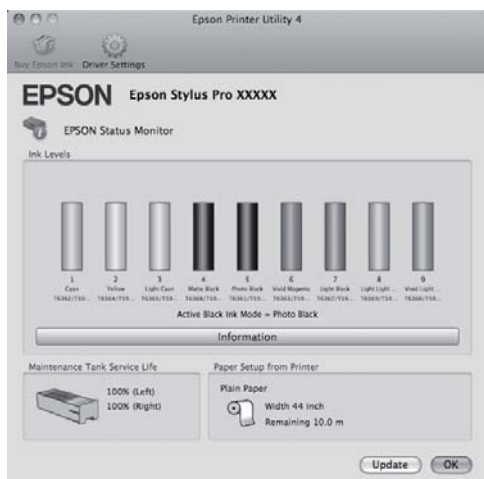 Epson Printer Utility 4
Buy Epson Ink Driver Settings
EPSON Epson Stylus Pro XXXXX
EPSON Status Monitor
Ink Levels
1 2 3 4 5 6 7 8 9
Cyan Yellow Light Cyan Matte Black Photo Black Vivid Magenta Light Black Light Light ... Vivid Light ...
Active Black Ink Mode = Photo Black
Information
Maintenance Tank Service Life
100% (Left)
100% (Right)
Paper Setup from Printer
Plain Paper
Width 44 inch
Remaining 10.0 m
Update OK